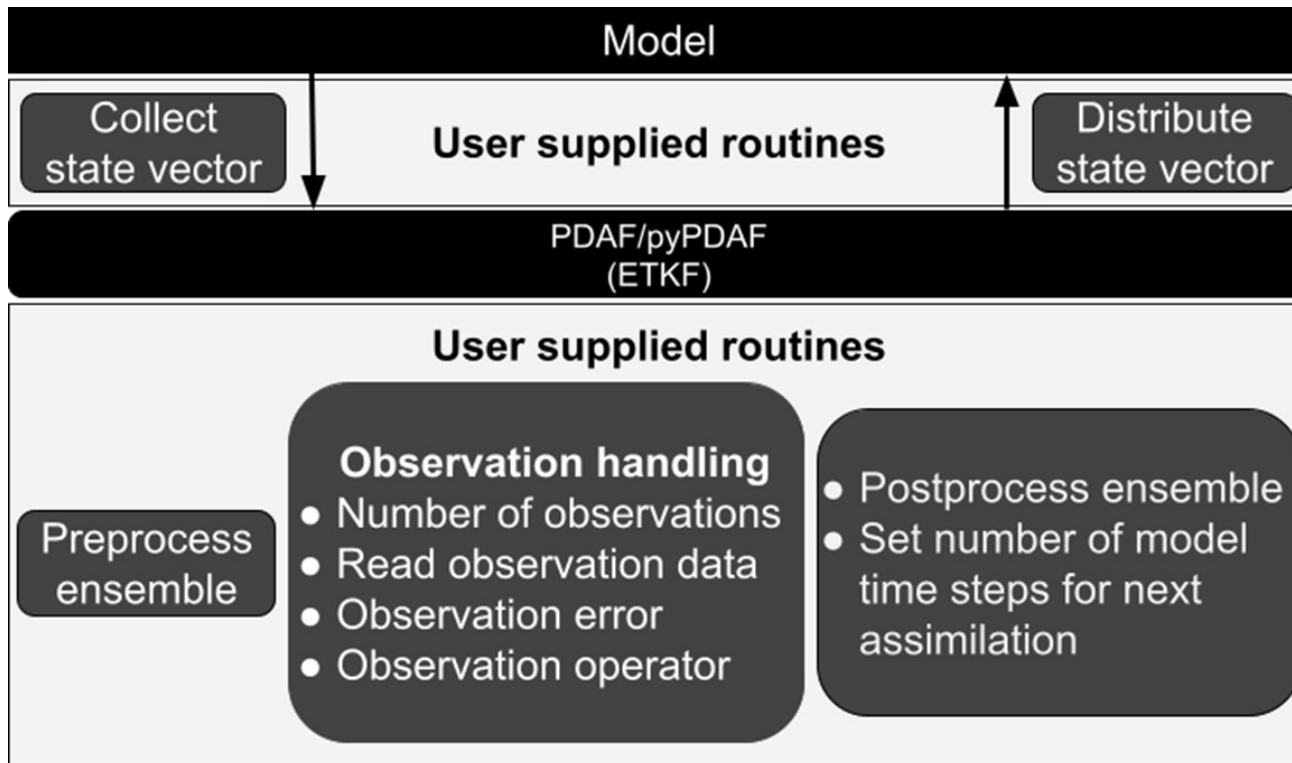 Model
Collect
state vector
User supplied routines
Distribute
state vector
PDAF/pyPDAF
(ETKF)
User supplied routines
Preprocess
ensemble
Observation handling
● Number of observations
● Read observation data
● Observation error
● Observation operator
● Postprocess ensemble
● Set number of model
time steps for next
assimilation